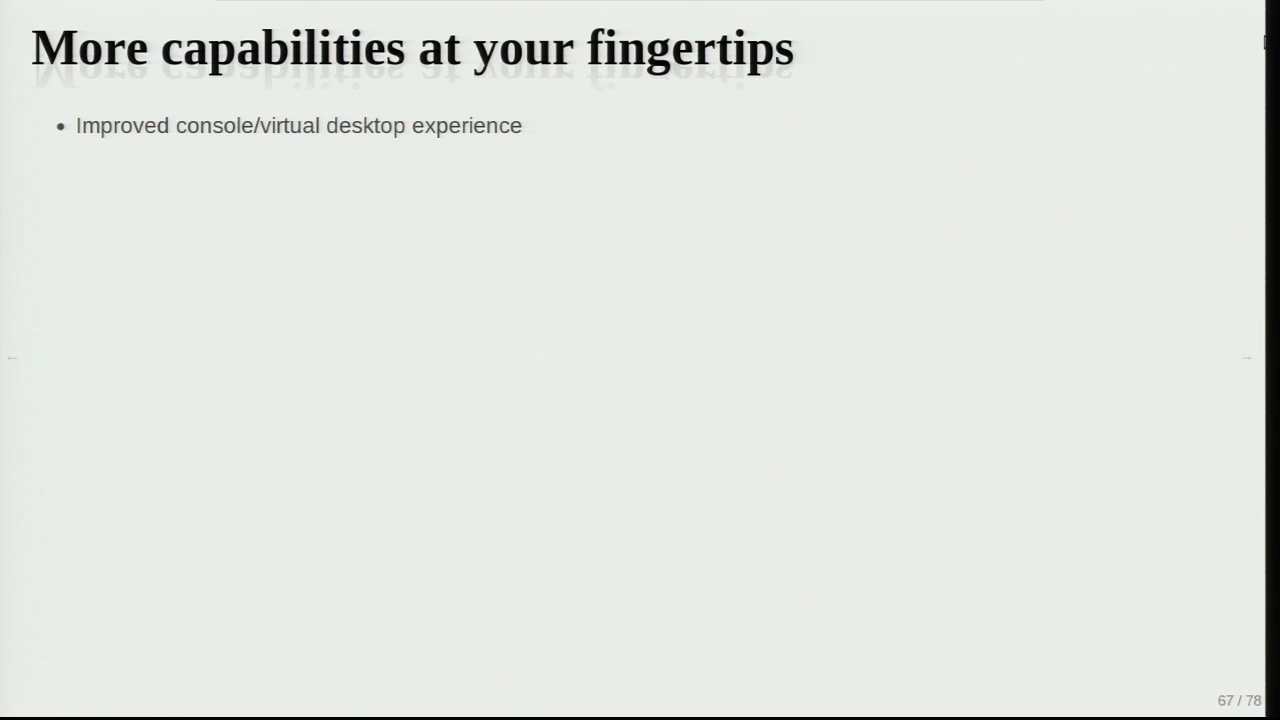 More capabilities at your fingertips
• Improved console/virtual desktop experience
←
→
67 / 78